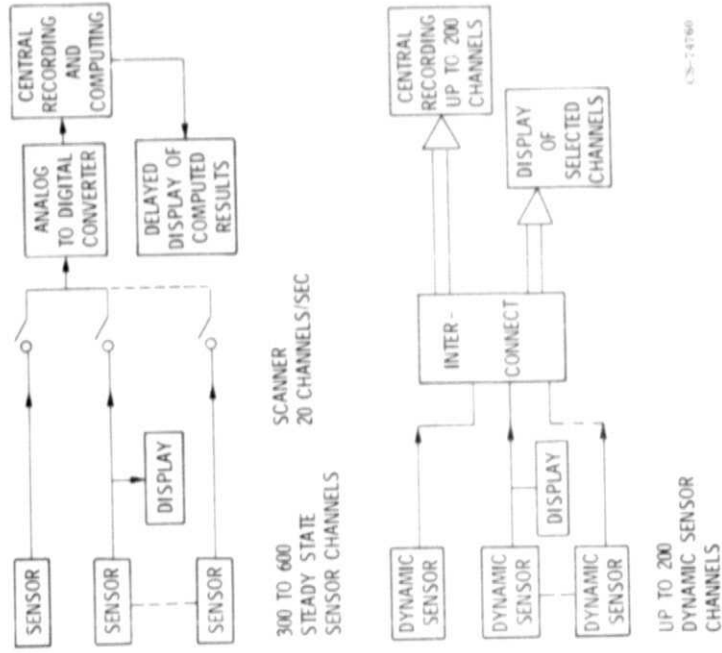 SENSOR
SENSOR
SENSOR
DISPLAY
ANALOG
TO DIGITAL
CONVERTER
CENTRAL
RECORDING
AND
COMPUTING
DELAYED
DISPLAY OF
COMPUTED
RESULTS
300 TO 600
STEADY STATE
SENSOR CHANNELS
SCANNER
20 CHANNELS/SEC
DYNAMIC
SENSOR
DYNAMIC
SENSOR
DYNAMIC
SENSOR
DISPLAY
INTER-
CONNECT
CENTRAL
RECORDING
UP TO 200
CHANNELS
DISPLAY
OF
SELECTED
CHANNELS
UP TO 200
DYNAMIC SENSOR
CHANNELS
CS-74760